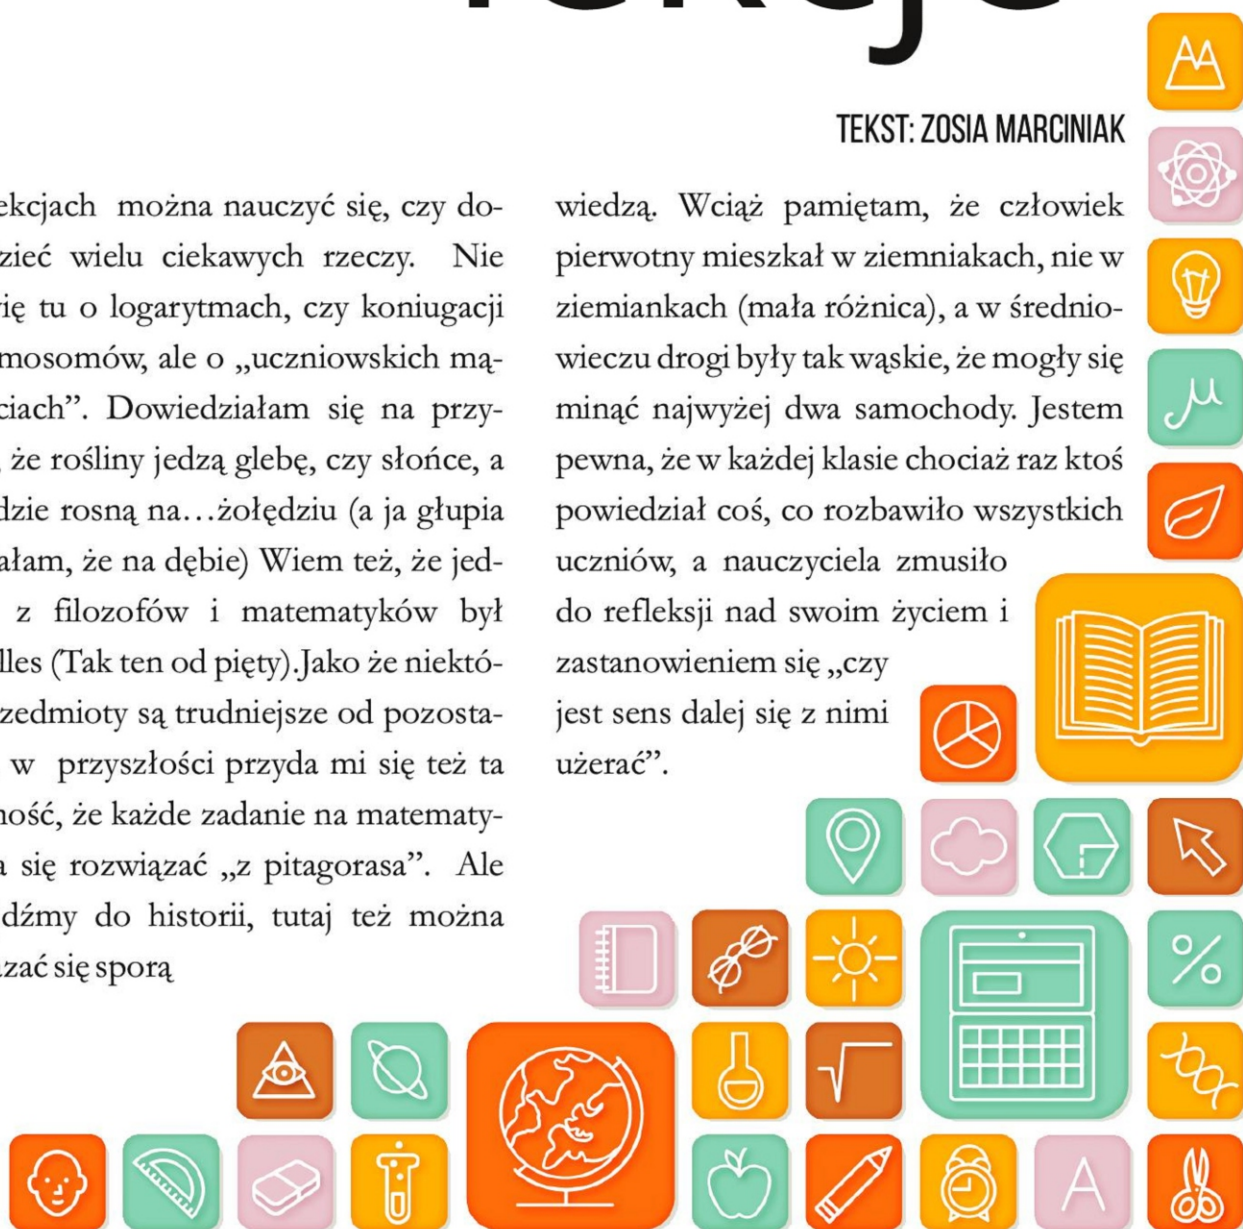 TEKST: ZOSIA MARCINIAK
ekcjach można nauczyć się, czy do-
zieć wielu ciekawych rzeczy. Nie
ię tu o logarytmach, czy koniugacji
mosomów, ale o „uczniowskich mą-
ciach”. Dowiedziałam się na przy-
że rośliny jedzą glebę, czy słońce, a
dzie rosną na…żołędziu (a ja głupia
ałam, że na dębie) Wiem też, że jed-
z filozofów i matematyków był
lles (Tak ten od pięty).Jako że niektó-
zedmioty są trudniejsze od pozosta-
w przyszłości przyda mi się też ta
ność, że każde zadanie na matematy-
a się rozwiązać „z pitagorasa”. Ale
dźmy do historii, tutaj też można
zać się sporą
wiedzą. Wciąż pamiętam, że człowiek
pierwotny mieszkał w ziemniakach, nie w
ziemiankach (mała różnica), a w średnio-
wieczu drogi były tak wąskie, że mogły się
minąć najwyżej dwa samochody. Jestem
pewna, że w każdej klasie chociaż raz ktoś
powiedział coś, co rozbawiło wszystkich
uczniów, a nauczyciela zmusiło
do refleksji nad swoim życiem i
zastanowieniem się „czy
jest sens dalej się z nimi
użerać”.
μ
%
A